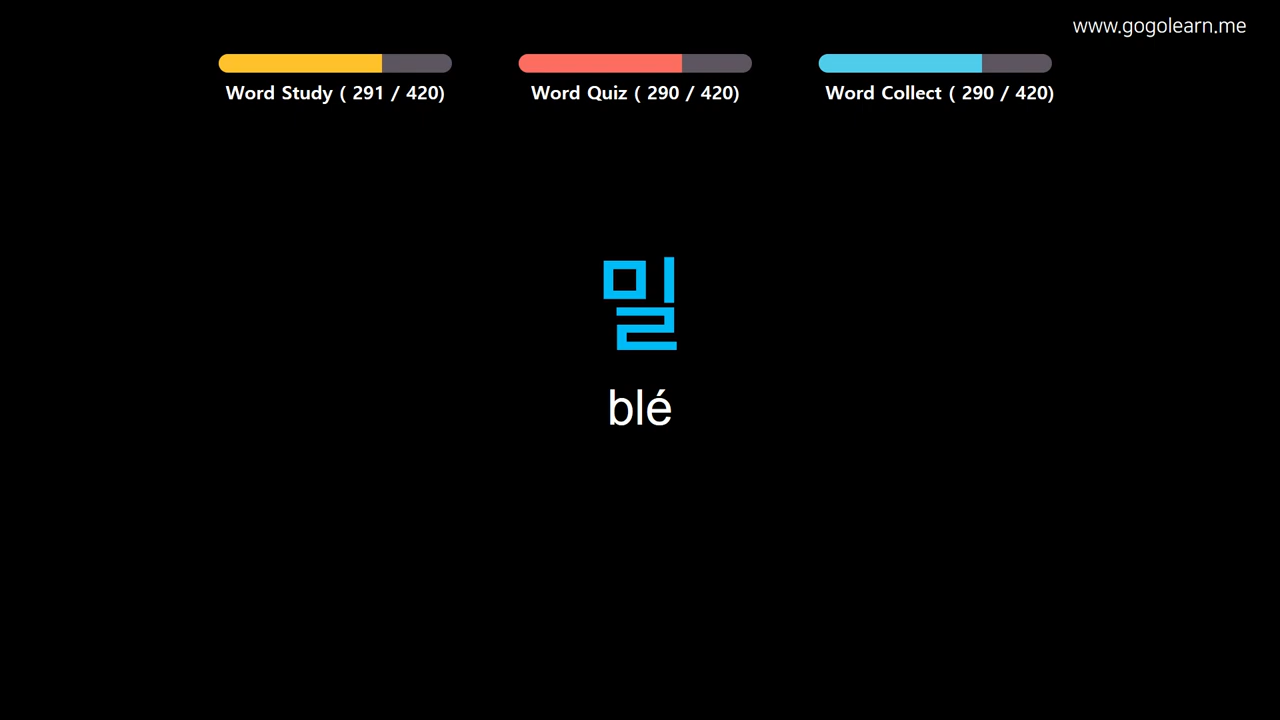 www.gogolearn.me
Word Study ( 291 / 420)
Word Quiz ( 290 / 420)
Word Collect ( 290 / 420)
밀
blé